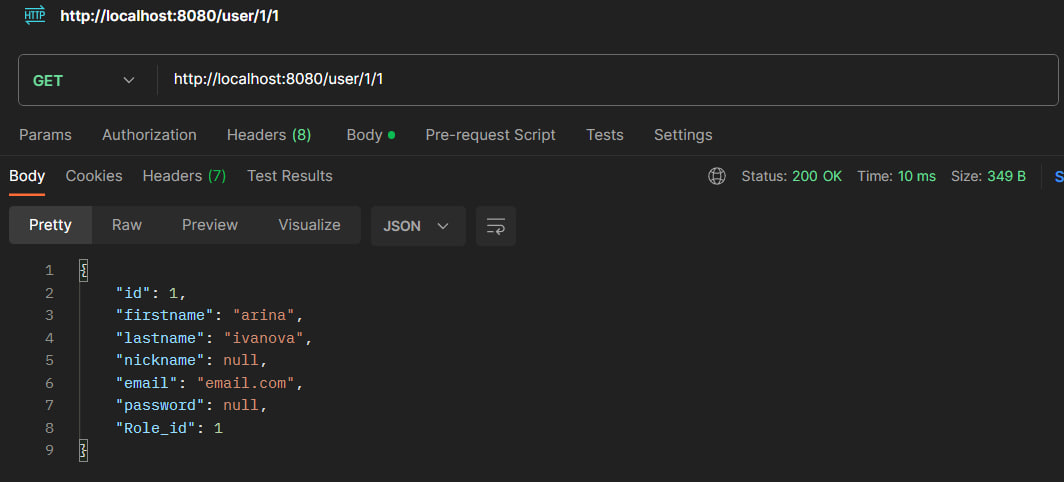 HTTP http://localhost:8080/user/1/1
GET http://localhost:8080/user/1/1
Params Authorization Headers (8) Body Pre-request Script Tests Settings
Body Cookies Headers (7) Test Results Status: 200 OK Time: 10 ms Size: 349 B S
Pretty Raw Preview Visualize JSON
1 {
2 "id": 1,
3 "firstname": "arina",
4 "lastname": "ivanova",
5 "nickname": null,
6 "email": "email.com",
7 "password": null,
8 "Role_id": 1
9 }